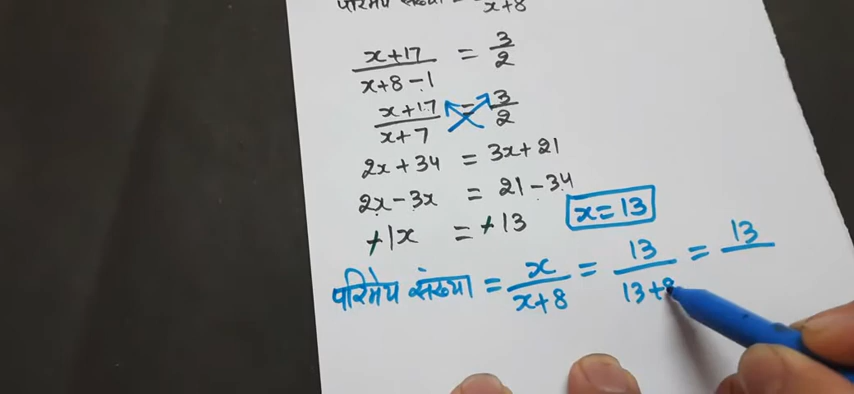 परिमेय संख्या = x+8
x+17 / x+8-1 = 3/2
x+17 / x+7 = 3/2
2x+34 = 3x+21
2x-3x = 21-34
+1x = +13
x=13
परिमेय संख्या = x / x+8 = 13 / 13+8 = 13